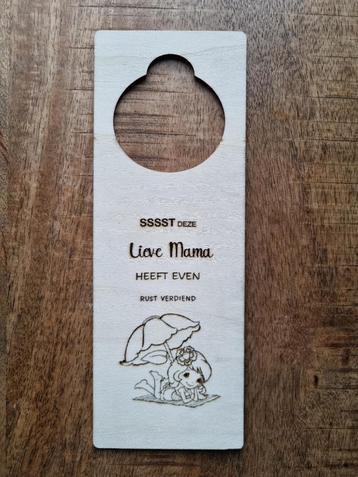 SSSST DEZE
Lieve Mama
HEEFT EVEN
RUST VERDIEND